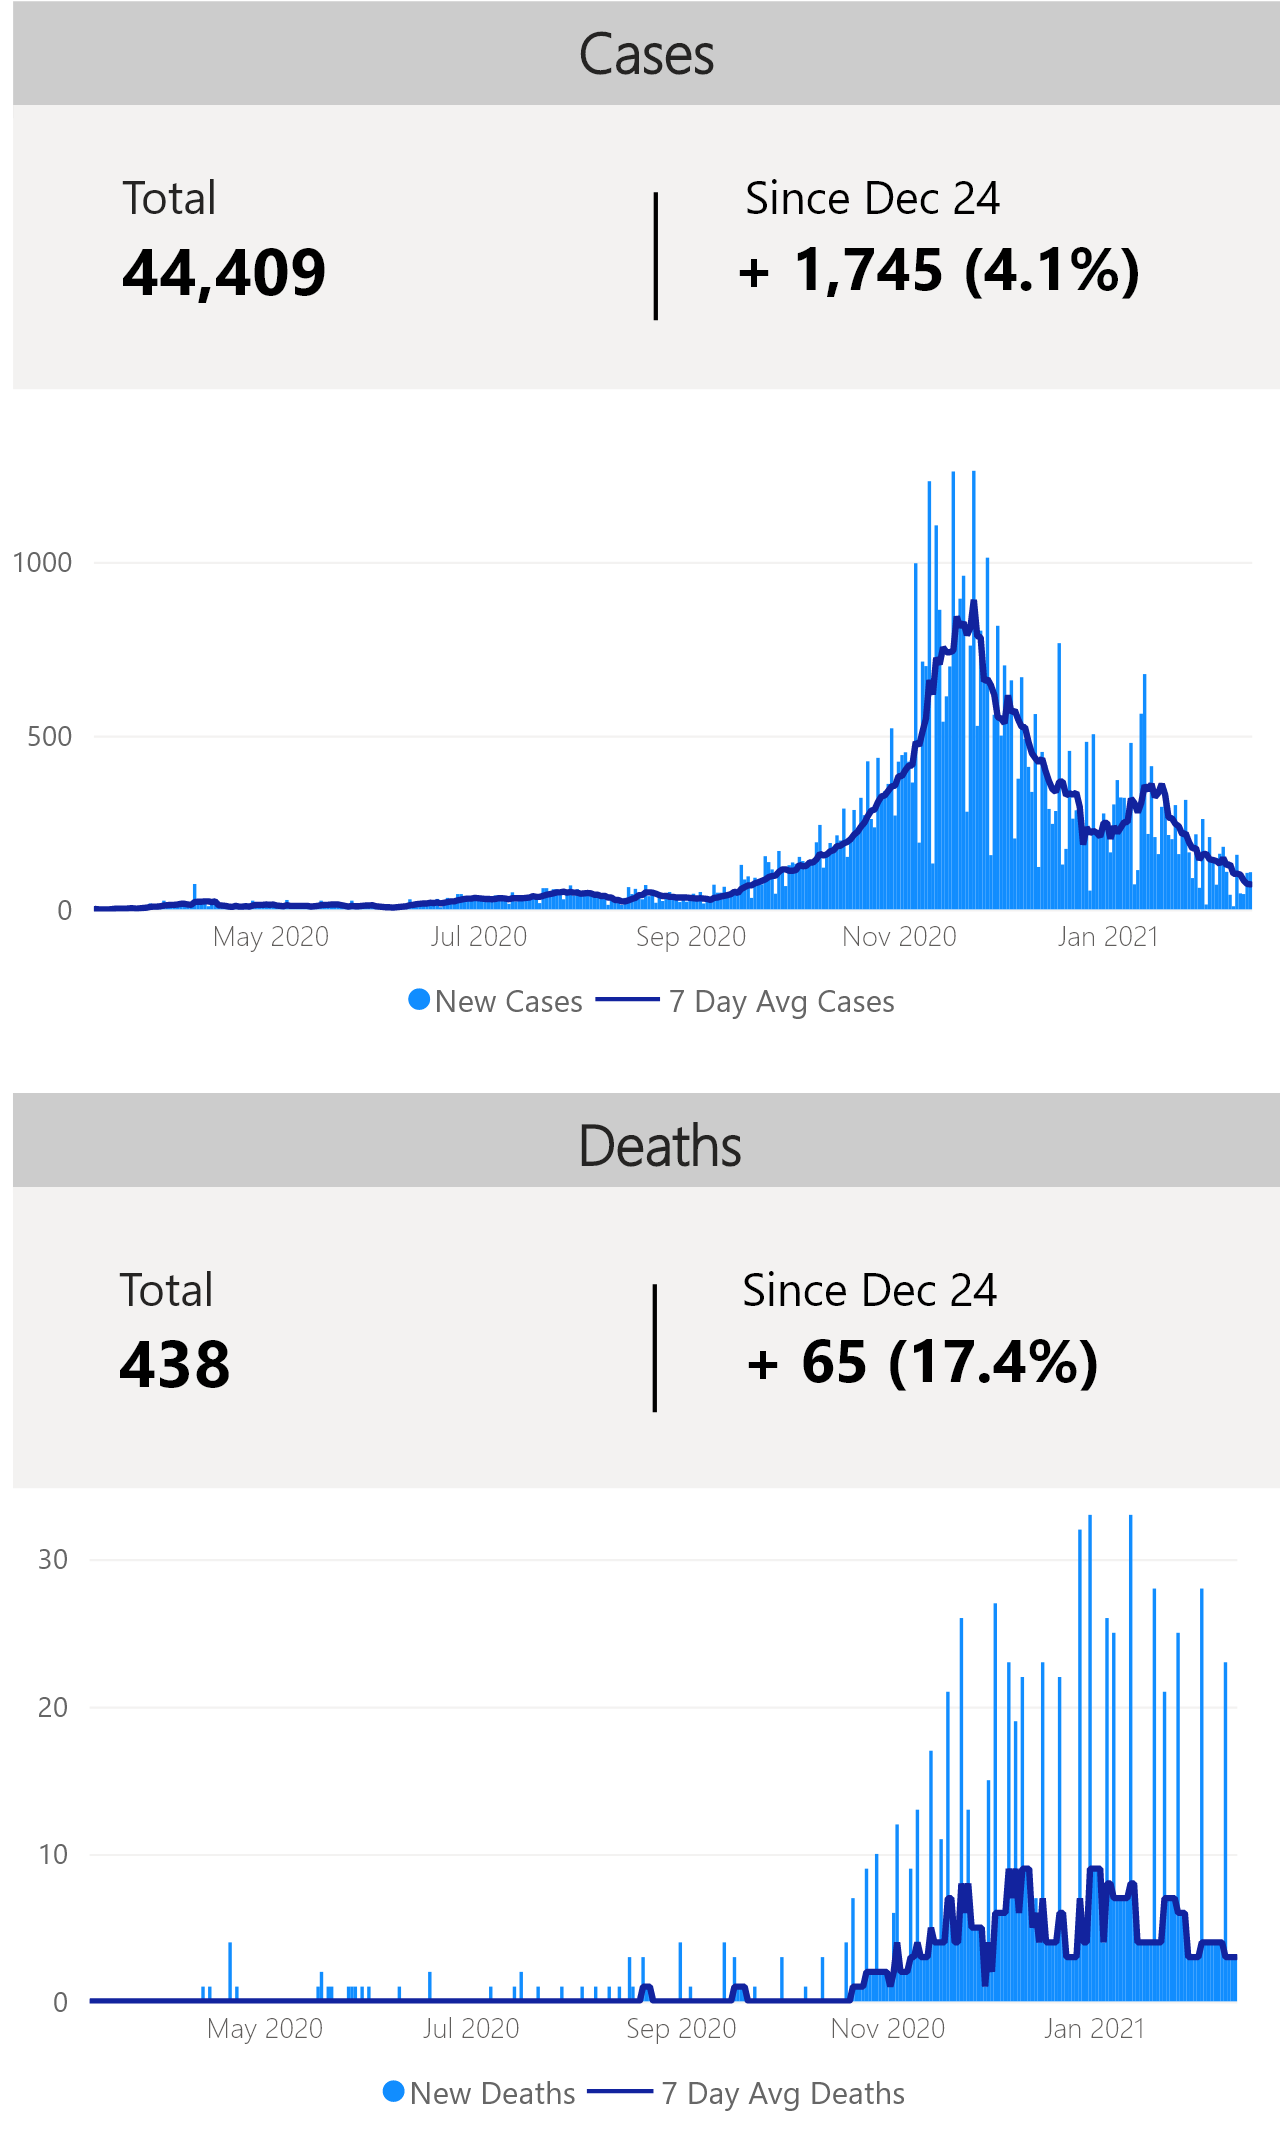 Cases
Total
Since Dec 24
44,409
+ 1,745 (4.1%)
1000
500
0
May 2020
Jul 2020
Sep 2020
Nov 2020
Jan 2021
New Cases
7 Day Avg Cases
Deaths
Total
Since Dec 24
438
+ 65 (17.4%)
30
20
10
0
May 2020
Jul 2020
Sep 2020
Nov 2020
Jan 2021
New Deaths
7 Day Avg Deaths